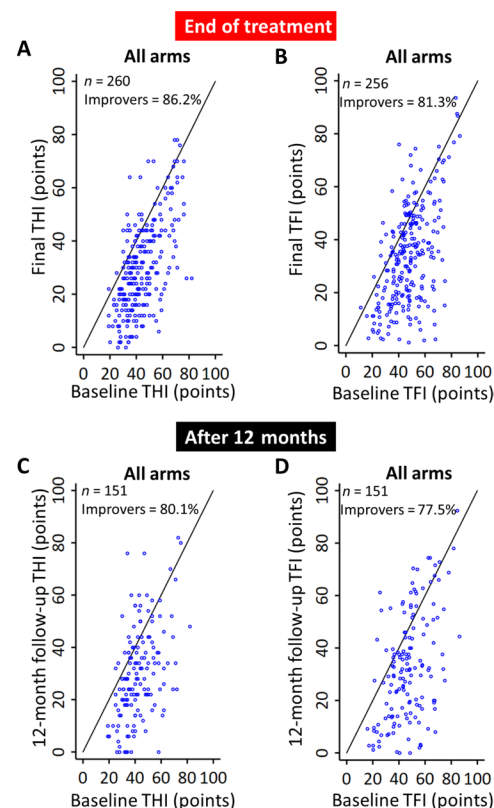 End of treatment
A
All arms
n = 260
Improvers = 86.2%
Final THI (points)
0 20 40 60 80 100
0 20 40 60 80 100
Baseline THI (points)
B
All arms
n = 256
Improvers = 81.3%
Final TFI (points)
0 20 40 60 80 100
0 20 40 60 80 100
Baseline TFI (points)
After 12 months
C
All arms
n = 151
Improvers = 80.1%
12-month follow-up THI (points)
0 20 40 60 80 100
0 20 40 60 80 100
Baseline THI (points)
D
All arms
n = 151
Improvers = 77.5%
12-month follow-up TFI (points)
0 20 40 60 80 100
0 20 40 60 80 100
Baseline TFI (points)